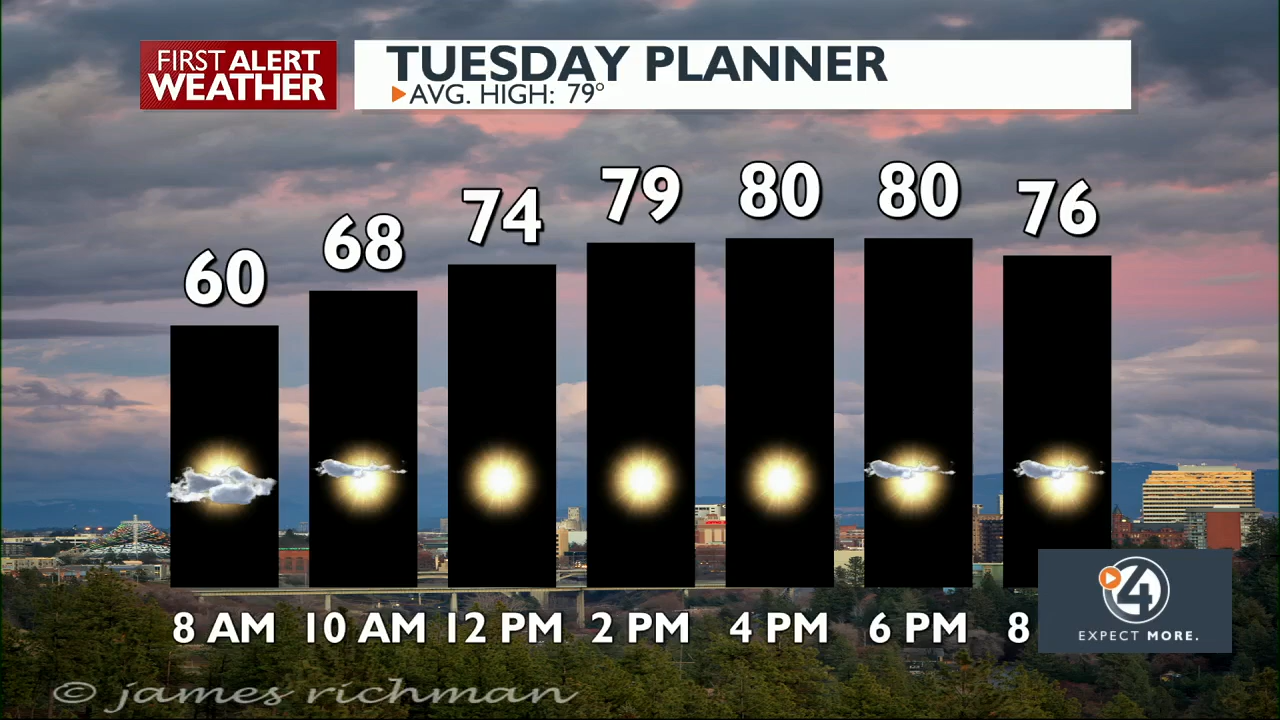 FIRST ALERT
WEATHER
TUESDAY PLANNER
AVG. HIGH: 79°
60 68 74 79 80 80 76
8 AM 10 AM 12 PM 2 PM 4 PM 6 PM 8
4
EXPECT MORE.
© james richman